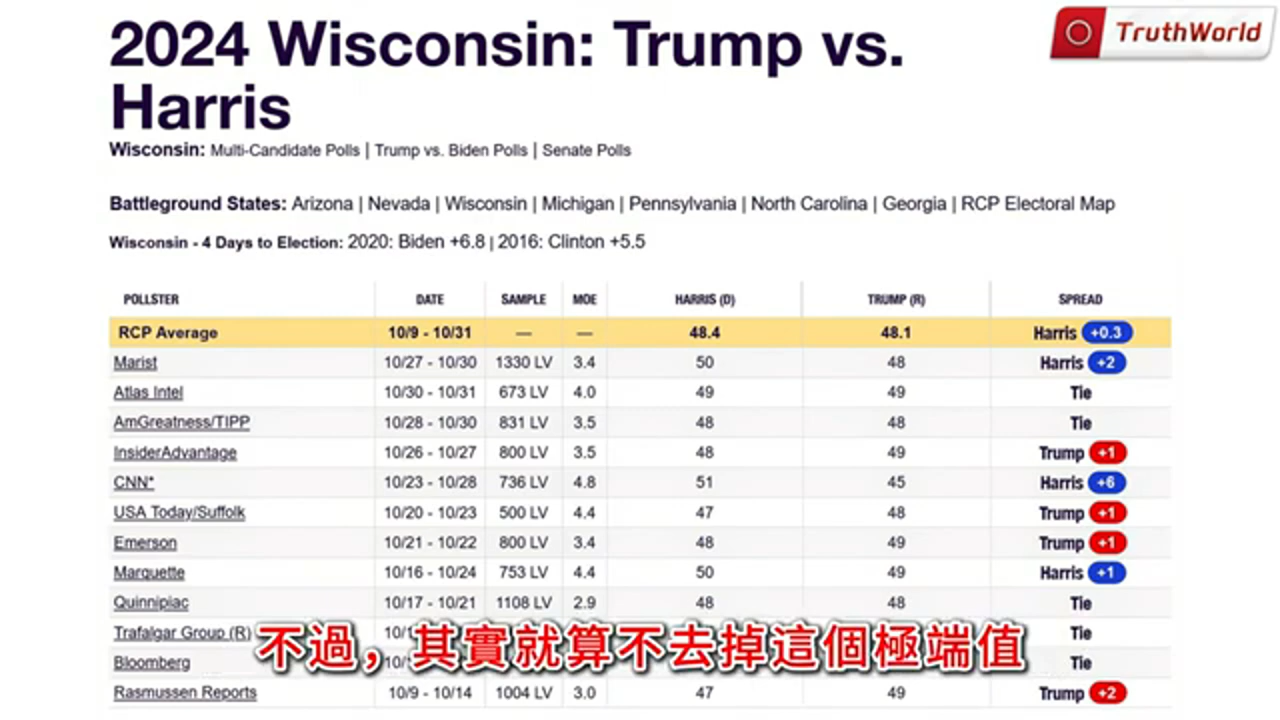 TruthWorld
2024 Wisconsin: Trump vs.
Harris
Wisconsin: Multi-Candidate Polls | Trump vs. Biden Polls | Senate Polls
Battleground States: Arizona | Nevada | Wisconsin | Michigan | Pennsylvania | North Carolina | Georgia | RCP Electoral Map
Wisconsin - 4 Days to Election: 2020: Biden +6.8 | 2016: Clinton +5.5
POLLSTER DATE SAMPLE MOE HARRIS (D) TRUMP (R) SPREAD
RCP Average 10/9 - 10/31 — — 48.4 48.1 Harris +0.3
Marist 10/27 - 10/30 1330 LV 3.4 50 48 Harris +2
Atlas Intel 10/30 - 10/31 673 LV 4.0 49 49 Tie
AmGreatness/TIPP 10/28 - 10/30 831 LV 3.5 48 48 Tie
InsiderAdvantage 10/26 - 10/27 800 LV 3.5 48 49 Trump +1
CNN* 10/23 - 10/28 736 LV 4.8 51 45 Harris +6
USA Today/Suffolk 10/20 - 10/23 500 LV 4.4 47 48 Trump +1
Emerson 10/21 - 10/22 800 LV 3.4 48 49 Trump +1
Marquette 10/16 - 10/24 753 LV 4.4 50 49 Harris +1
Quinnipiac 10/17 - 10/21 1108 LV 2.9 48 48 Tie
Trafalgar Group (R) Tie
不過，其實就算不去掉這個極端值
Bloomberg Tie
Rasmussen Reports 10/9 - 10/14 1004 LV 3.0 47 49 Trump +2